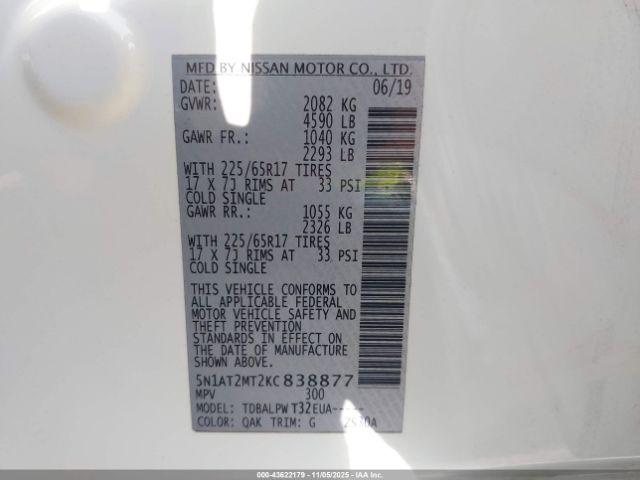 MFD BY NISSAN MOTOR CO., LTD.
DATE: 06/19
GVWR: 2082 KG
4590 LB
GAWR FR.: 1040 KG
2293 LB
WITH 225/65R17 TIRES
17 X 7J RIMS AT 33 PSI
COLD SINGLE
GAWR RR.: 1055 KG
2326 LB
WITH 225/65R17 TIRES
17 X 7J RIMS AT 33 PSI
COLD SINGLE
THIS VEHICLE CONFORMS TO
ALL APPLICABLE FEDERAL
MOTOR VEHICLE SAFETY AND
THEFT PREVENTION
STANDARDS IN EFFECT ON
THE DATE OF MANUFACTURE
SHOWN ABOVE.
5N1AT2MT2KC838877
MPV 300
MODEL: TDBALPW T32EUA-----
COLOR: QAK TRIM: G
000-43622179 - 11/05/2025 - IAAI.COM